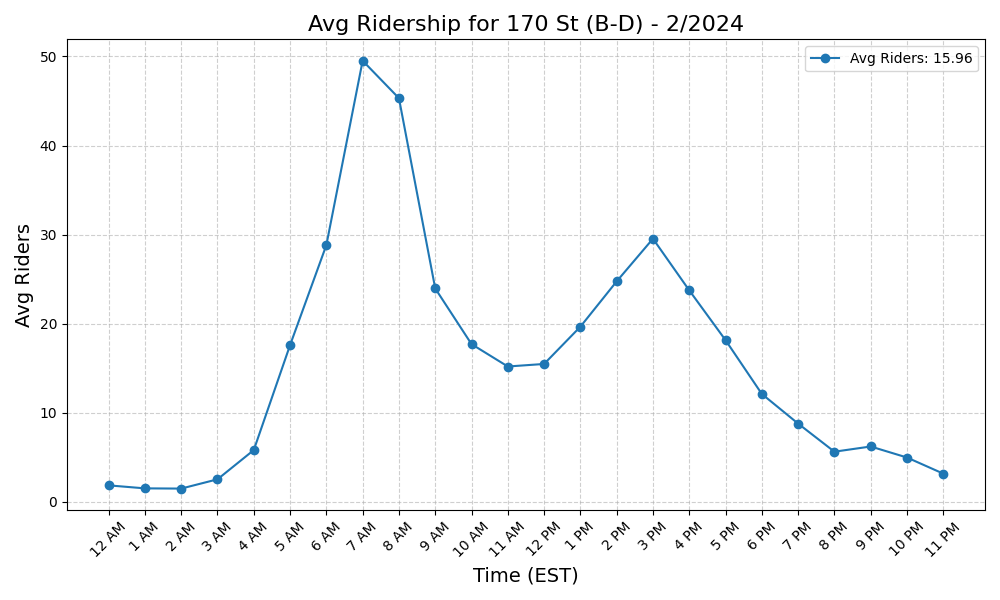 Avg Ridership for 170 St (B-D) - 2/2024
Avg Riders: 15.96
Avg Riders
50
40
30
20
10
0
12 AM
1 AM
2 AM
3 AM
4 AM
5 AM
6 AM
7 AM
8 AM
9 AM
10 AM
11 AM
12 PM
1 PM
2 PM
3 PM
4 PM
5 PM
6 PM
7 PM
8 PM
9 PM
10 PM
11 PM
Time (EST)